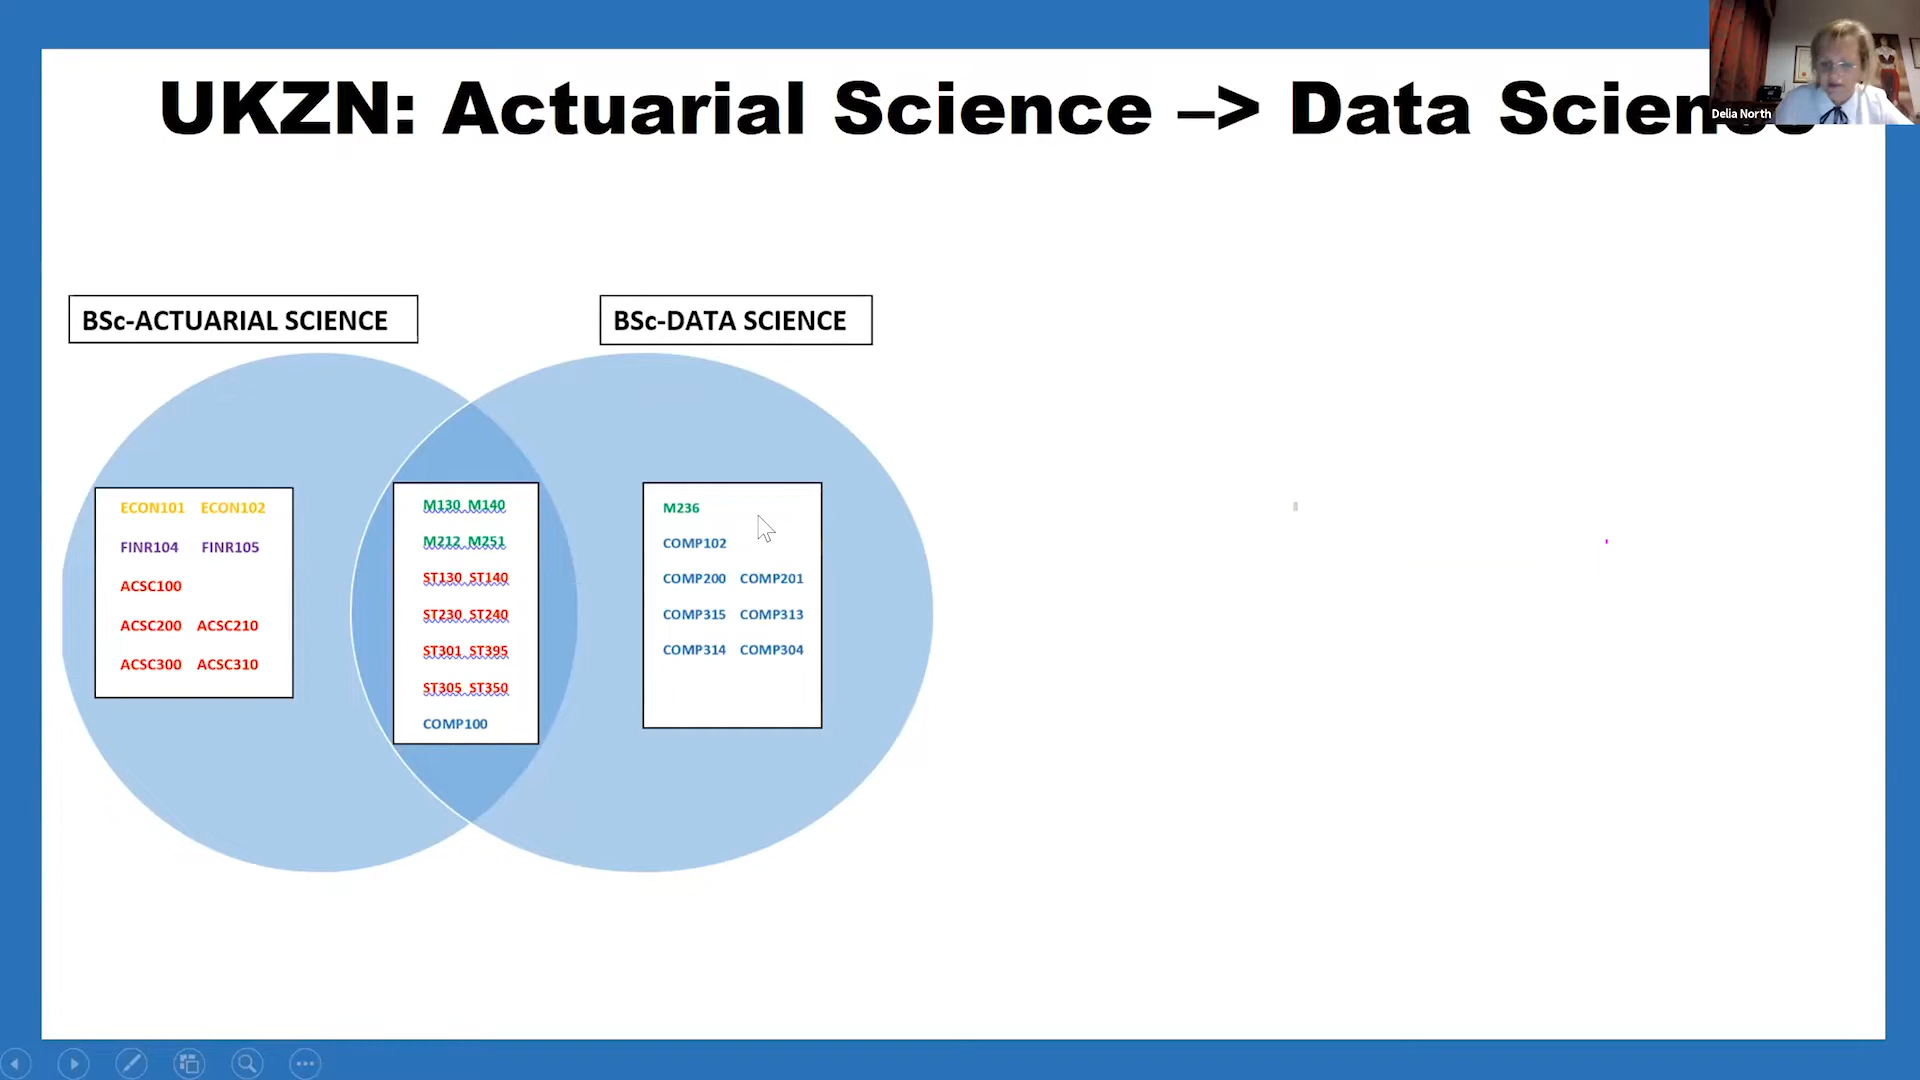 UKZN: Actuarial Science –> Data Scien
Delia North
BSc-ACTUARIAL SCIENCE
BSc-DATA SCIENCE
ECON101 ECON102
FINR104 FINR105
ACSC100
ACSC200 ACSC210
ACSC300 ACSC310
M130 M140
M212 M251
ST130 ST140
ST230 ST240
ST301 ST395
ST305 ST350
COMP100
M236
COMP102
COMP200 COMP201
COMP315 COMP313
COMP314 COMP304